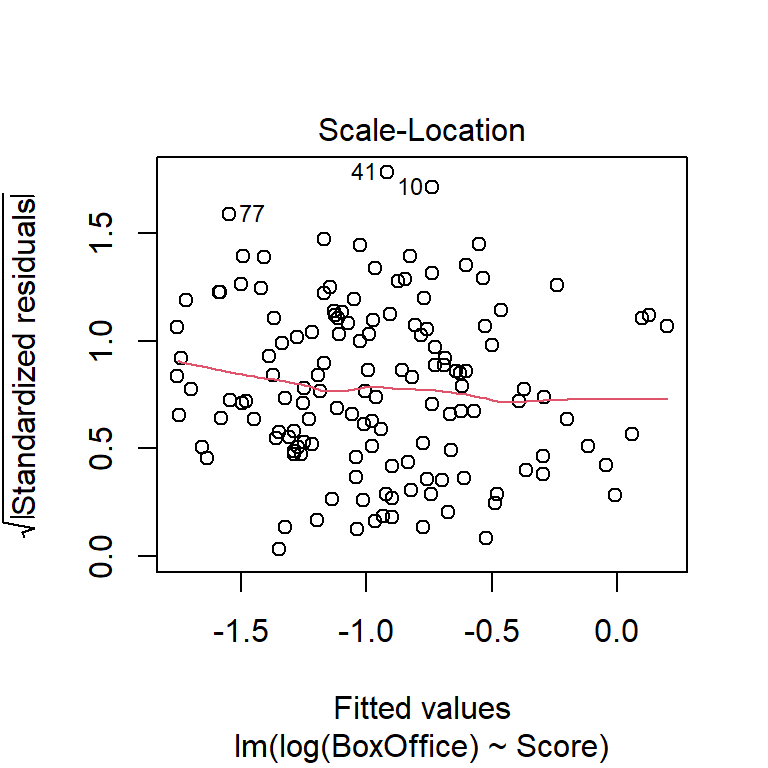 Scale-Location
41
10
77
√|Standardized residuals|
1.5
1.0
0.5
0.0
-1.5 -1.0 -0.5 0.0
Fitted values
lm(log(BoxOffice) ~ Score)